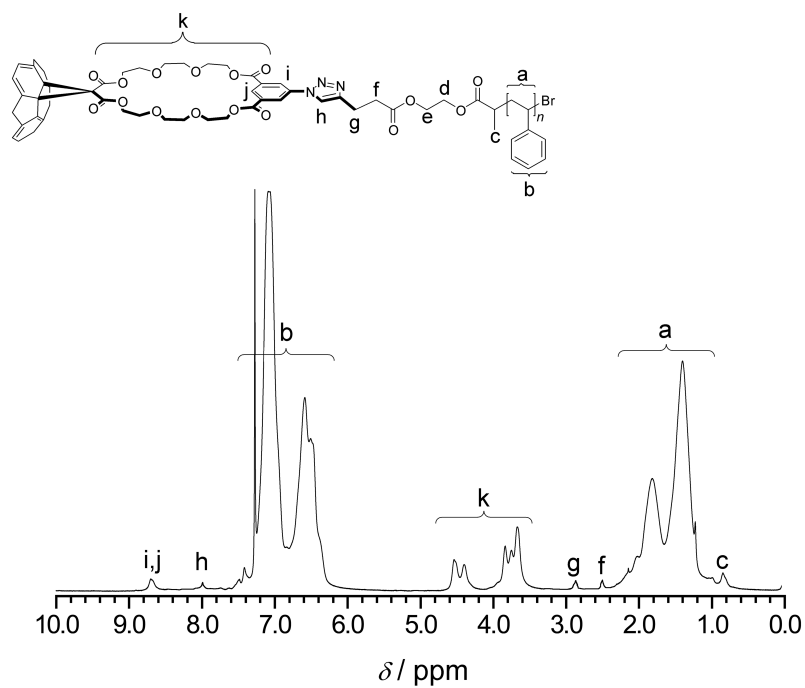 k
O O O O O O i N=N
O O j N f O d O a
O O O O O O h g O e O c n Br
b
b
a
k
i,j h g f c
10.0 9.0 8.0 7.0 6.0 5.0 4.0 3.0 2.0 1.0 0.0
δ / ppm